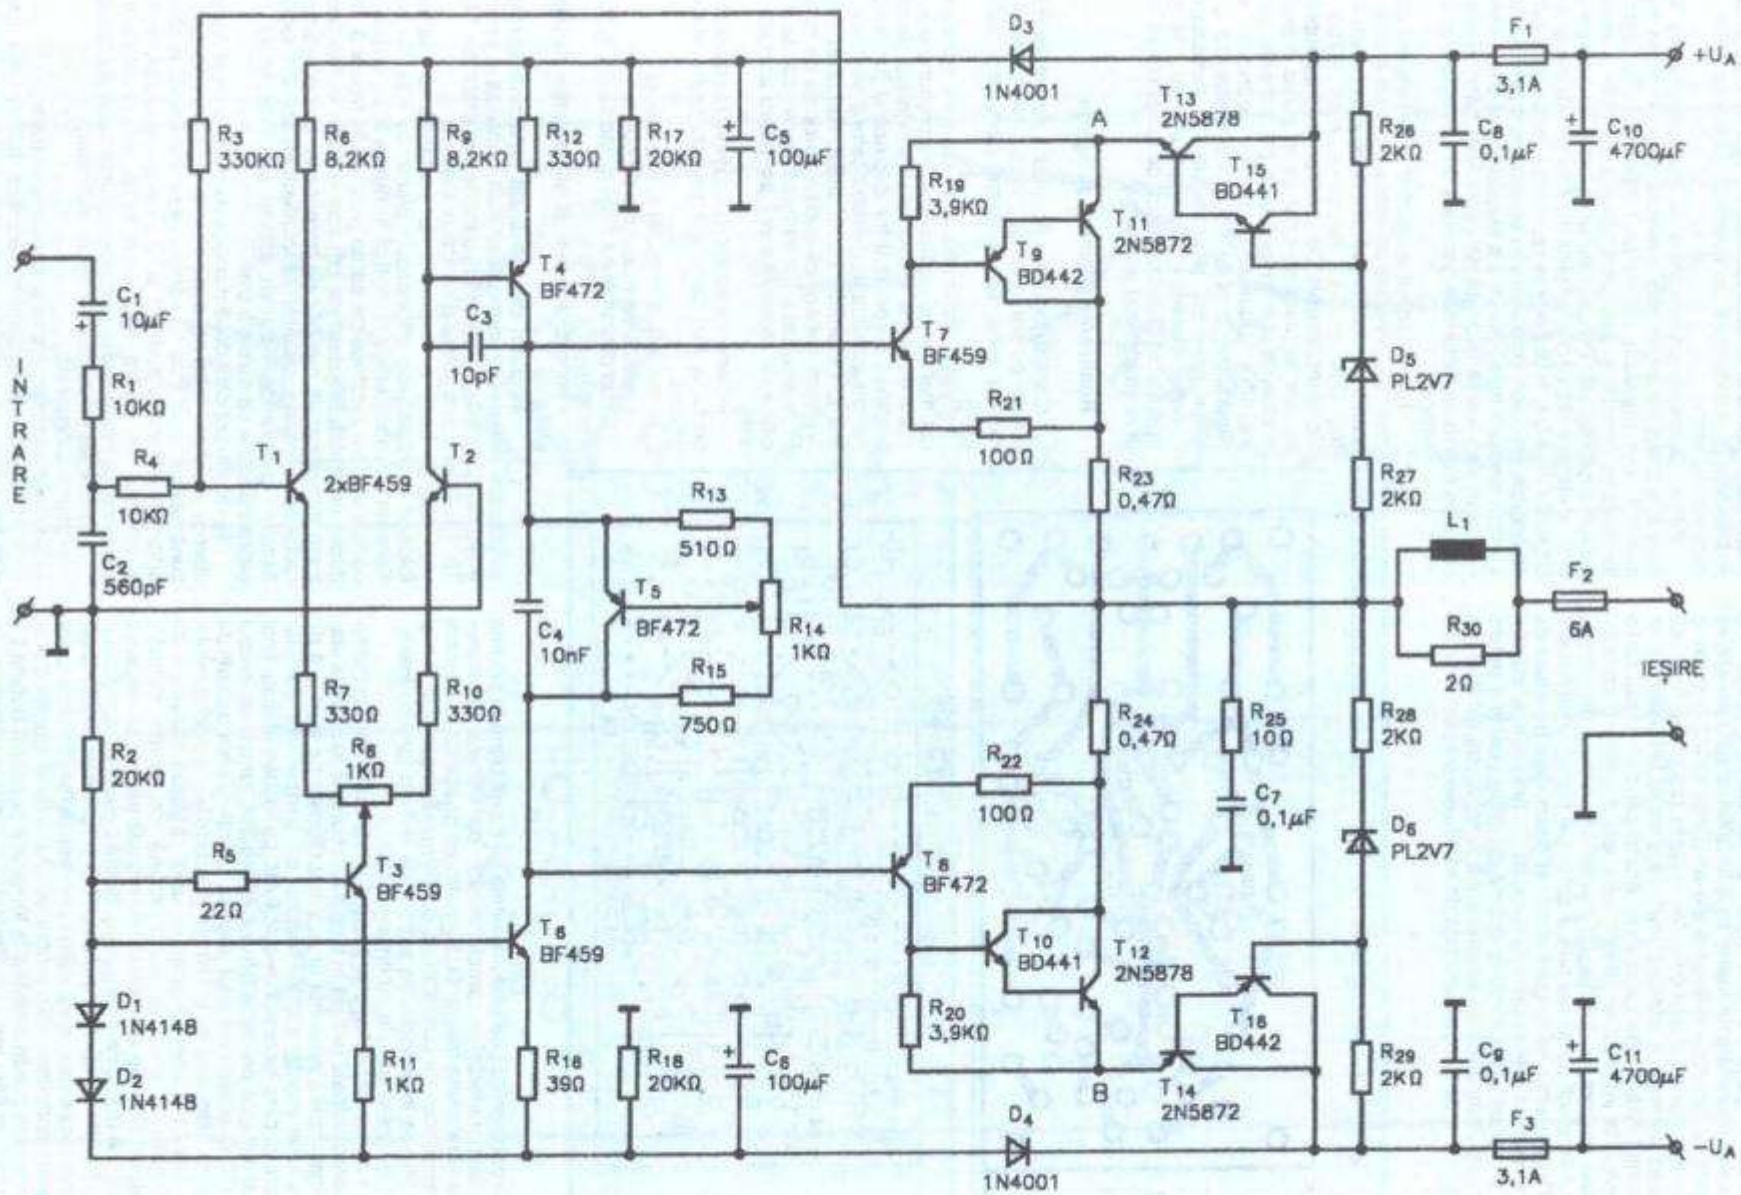 D3
1N4001
F1
3,1A
+UA
R3
330KΩ
R6
8,2KΩ
R9
8,2KΩ
R12
330Ω
R17
20KΩ
C5
100µF
A
T13
2N5878
T15
BD441
R26
2KΩ
C8
0,1µF
C10
4700µF
R19
3,9KΩ
T11
2N5872
T9
BD442
T4
BF472
C1
10µF
C3
10pF
T7
BF459
D5
PL2V7
INTRARE
R1
10KΩ
R21
100Ω
R4
10KΩ
T1
2xBF459
T2
R13
510Ω
R23
0,47Ω
R27
2KΩ
L1
C2
560pF
T5
BF472
R14
1KΩ
C4
10nF
F2
6A
R30
2Ω
IEŞIRE
R7
330Ω
R10
330Ω
R15
750Ω
R24
0,47Ω
R25
10Ω
R28
2KΩ
R2
20KΩ
R8
1KΩ
R22
100Ω
C7
0,1µF
D6
PL2V7
R5
22Ω
T3
BF459
T8
BF472
T6
BF459
T10
BD441
T12
2N5878
D1
1N4148
D2
1N4148
R11
1KΩ
R16
39Ω
R18
20KΩ
C6
100µF
R20
3,9KΩ
B
T16
BD442
T14
2N5872
R29
2KΩ
C9
0,1µF
C11
4700µF
D4
1N4001
F3
3,1A
-UA